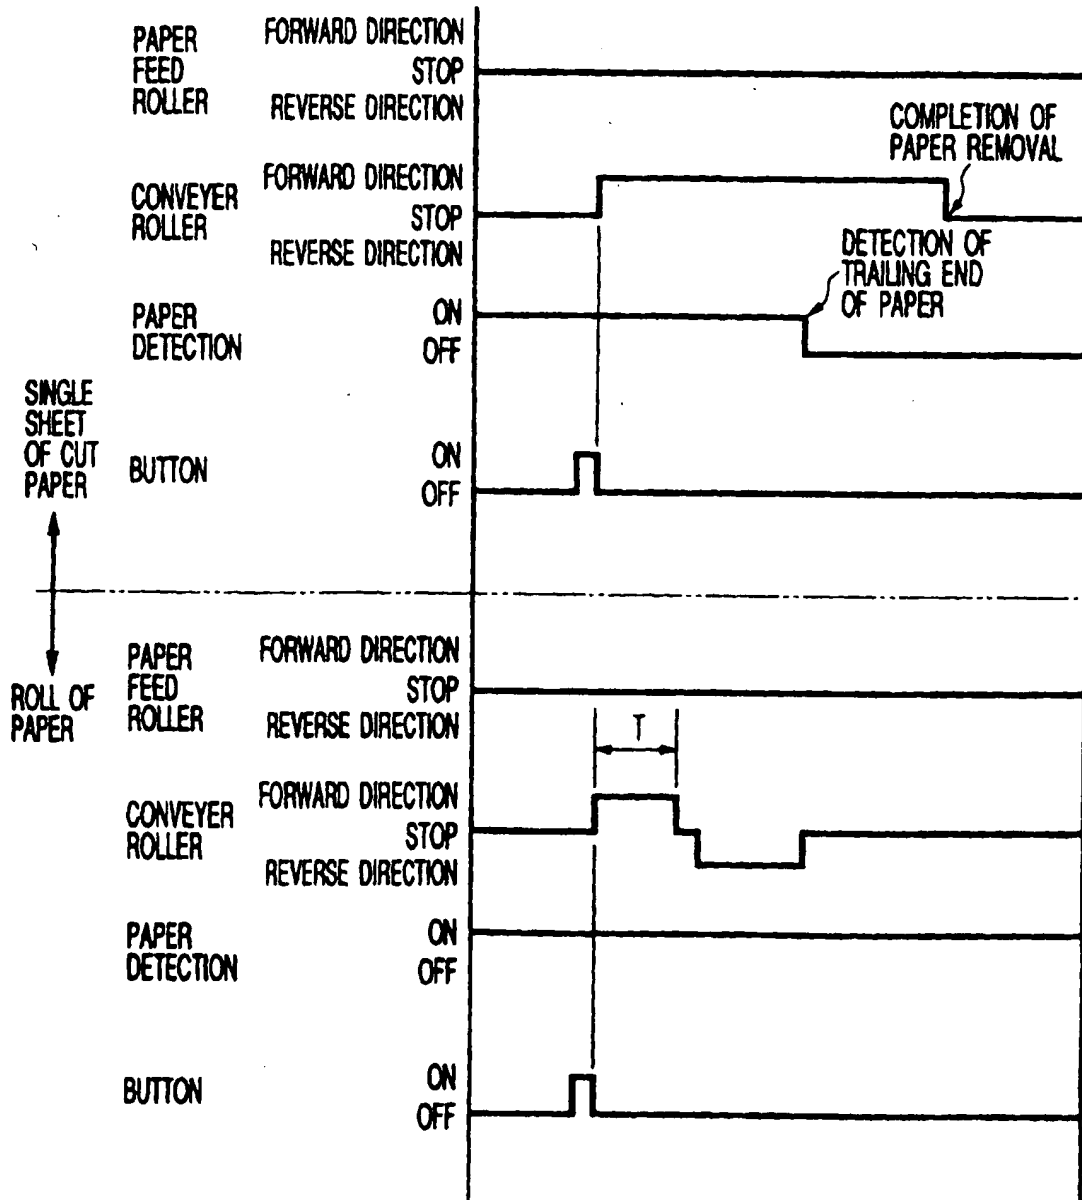 PAPER
FEED
ROLLER
FORWARD DIRECTION
STOP
REVERSE DIRECTION
COMPLETION OF
PAPER REMOVAL
CONVEYER
ROLLER
FORWARD DIRECTION
STOP
REVERSE DIRECTION
DETECTION OF
TRAILING END
OF PAPER
PAPER
DETECTION
ON
OFF
SINGLE
SHEET
OF CUT
PAPER
BUTTON
ON
OFF
ROLL OF
PAPER
PAPER
FEED
ROLLER
FORWARD DIRECTION
STOP
REVERSE DIRECTION
T
CONVEYER
ROLLER
FORWARD DIRECTION
STOP
REVERSE DIRECTION
PAPER
DETECTION
ON
OFF
BUTTON
ON
OFF